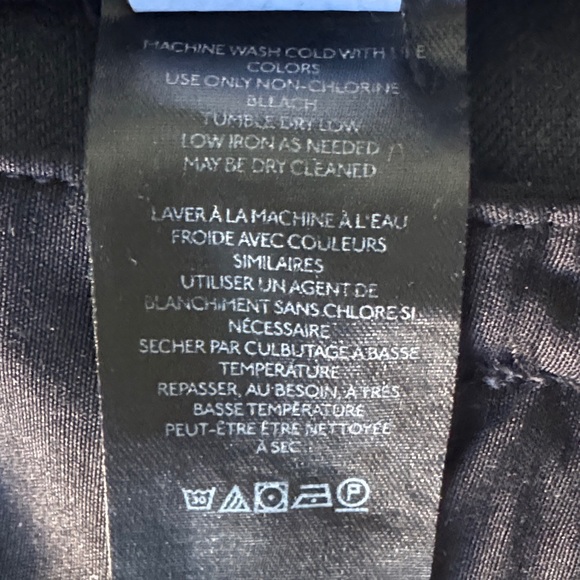 MACHINE WASH COLD WITH LIKE
COLORS
USE ONLY NON-CHLORINE
BLEACH
TUMBLE DRY LOW
LOW IRON AS NEEDED
MAY BE DRY CLEANED
LAVER À LA MACHINE À L'EAU
FROIDE AVEC COULEURS
SIMILAIRES
UTILISER UN AGENT DE
BLANCHIMENT SANS CHLORE SI
NÉCESSAIRE
SECHER PAR CULBUTAGE A BASSE
TEMPÉRATURE
REPASSER, AU BESOIN, A TRÈS
BASSE TEMPÉRATURE
PEUT-ÊTRE ÊTRE NETTOYÉE
À SEC
30 P